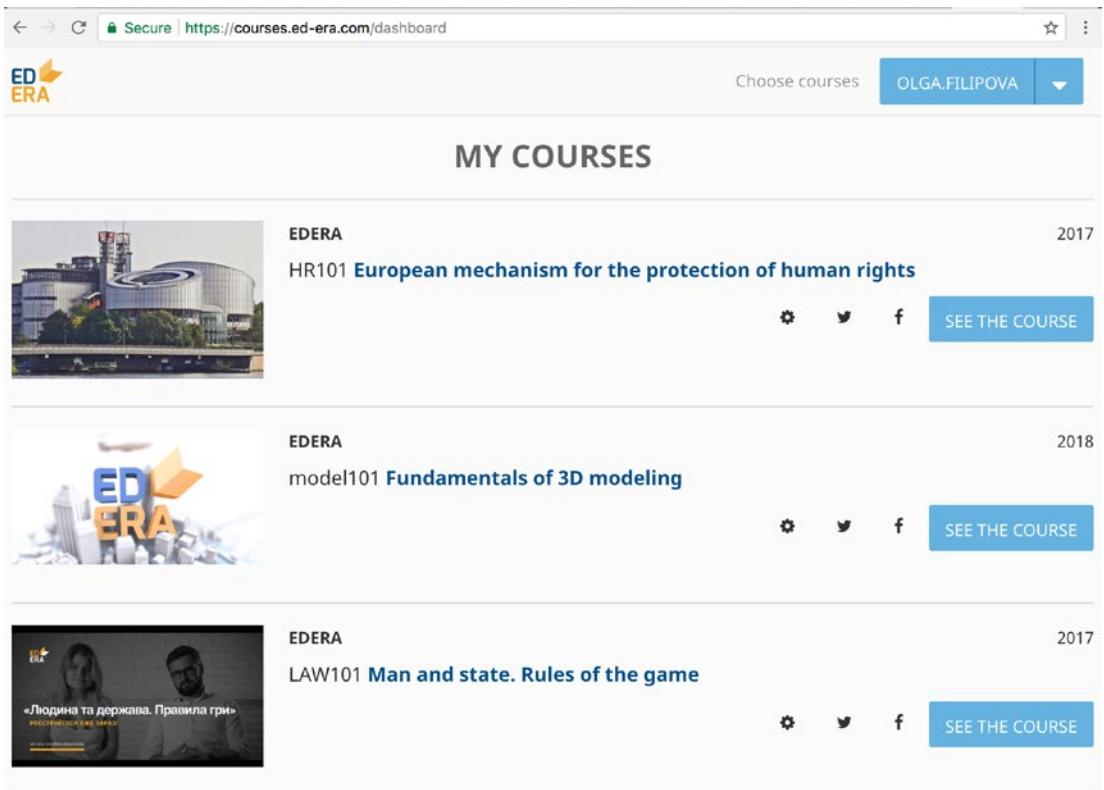 Secure https://courses.ed-era.com/dashboard
ED
ERA
Choose courses
OLGA.FILIPOVA
MY COURSES
EDERA
2017
HR101 European mechanism for the protection of human rights
SEE THE COURSE
ED
ERA
EDERA
2018
model101 Fundamentals of 3D modeling
SEE THE COURSE
ED
ERA
«Людина та держава. Правила гри»
РЕЄСТРУЙТЕСЯ ВЖЕ ЗАРАЗ!
EDERA
2017
LAW101 Man and state. Rules of the game
SEE THE COURSE